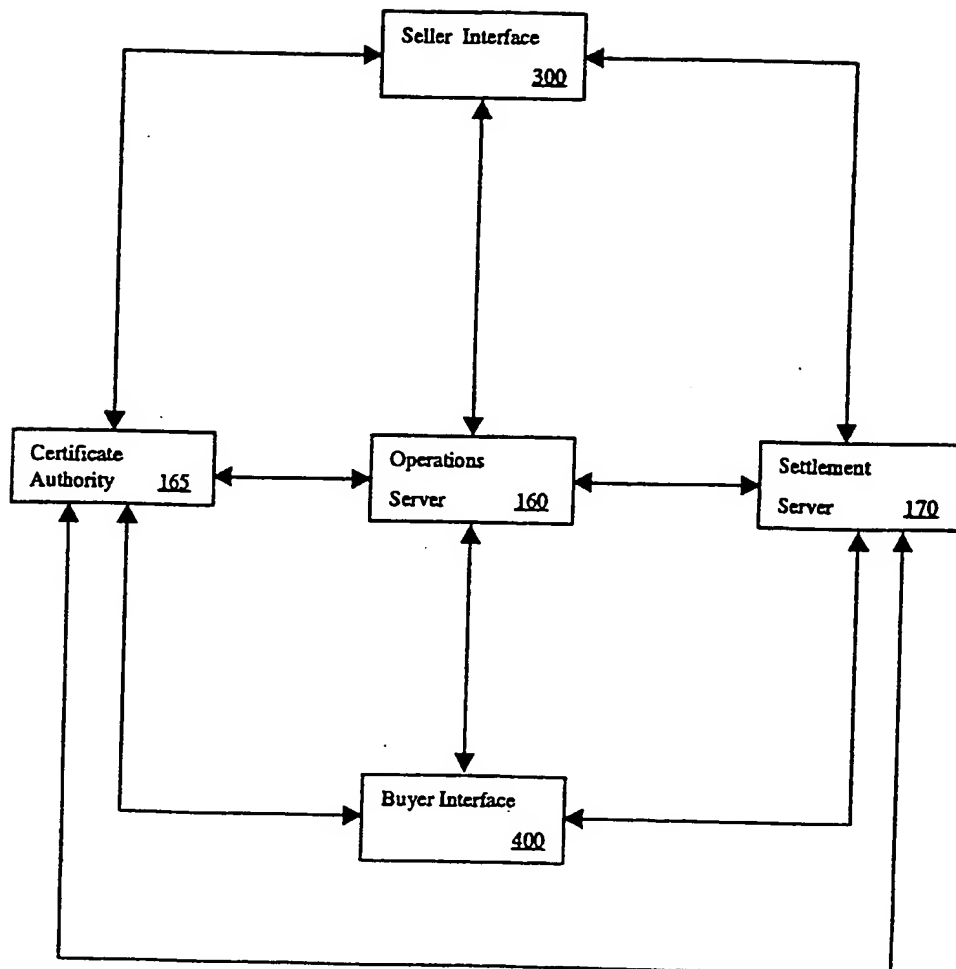 Seller Interface
300
Certificate
Authority 165
Operations
Server 160
Settlement
Server 170
Buyer Interface
400